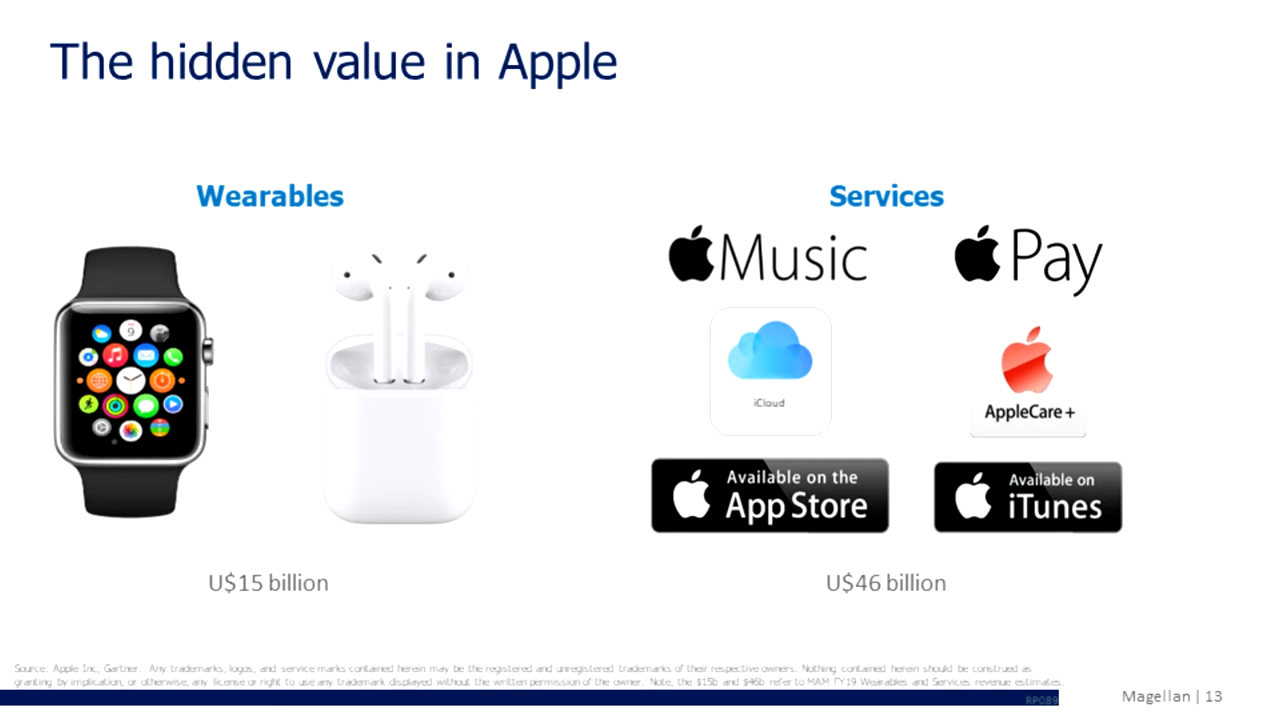 The hidden value in Apple
Wearables
Services
Music
Pay
9
iCloud
AppleCare+
Available on the
App Store
Available on
iTunes
U$15 billion
U$46 billion
Source: Apple Inc, Gartner. Any trademarks, logos, and service marks contained herein may be the registered and unregistered trademarks of their respective owners. Nothing contained herein should be construed as
granting by implication, or otherwise, any license or right to use any trademark displayed without the written permission of the owner. Note, the $15b and $46b refer to MAM FY19 Wearables and Services revenue estimates.
RPC89
Magellan | 13